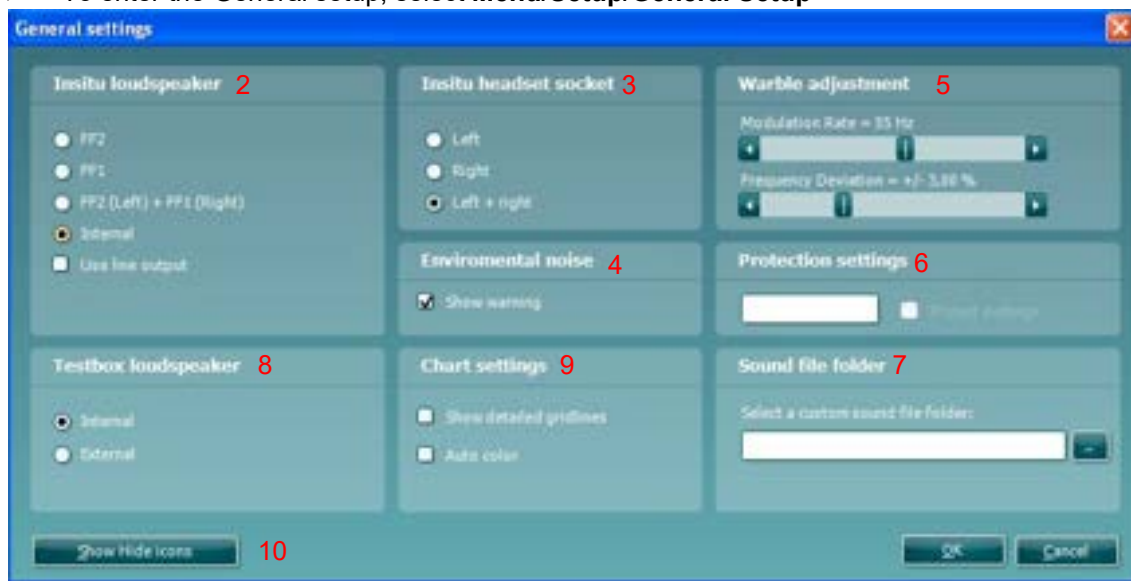 To enter the General setup, select Menu/Setup/General Setup
General settings
Insitu loudspeaker 2
FF2
FF1
FF2 (Left) + FF1 (Right)
Internal
Use line output
Insitu headset socket 3
Left
Right
Left + right
Enviromental noise 4
Show warning
Warble adjustment 5
Modulation Rate = 35 Hz
Frequency Deviation = +/- 3,00 %
Protection settings 6
Protect settings
Testbox loudspeaker 8
Internal
External
Chart settings 9
Show detailed gridlines
Auto color
Sound file folder 7
Select a custom sound file folder:
...
Show Hide icons 10
OK
Cancel